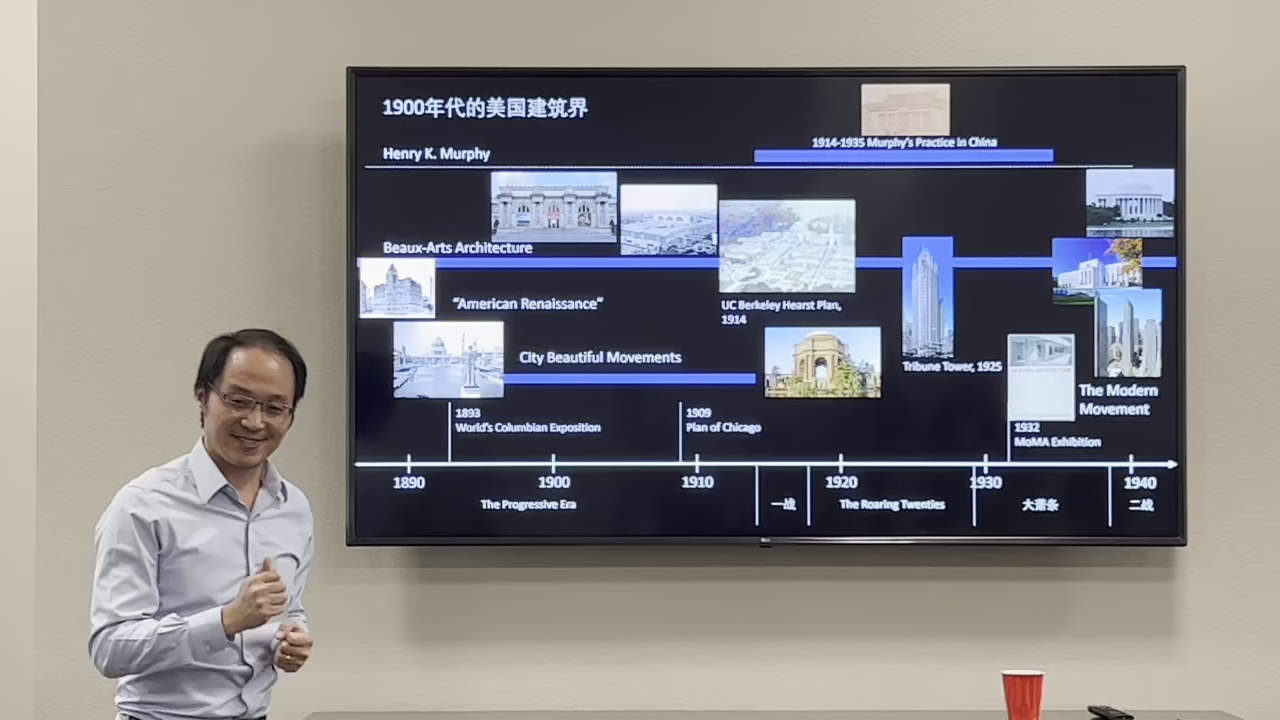 1900年代的美国建筑界
1914-1935 Murphy's Practice in China
Henry K. Murphy
Beaux-Arts Architecture
"American Renaissance"
UC Berkeley Hearst Plan,
1914
City Beautiful Movements
Tribune Tower, 1925
The Modern
Movement
1893
World's Columbian Exposition
1909
Plan of Chicago
1932
MoMA Exhibition
1890
1900
1910
1920
1930
1940
The Progressive Era
一战
The Roaring Twenties
大萧条
二战